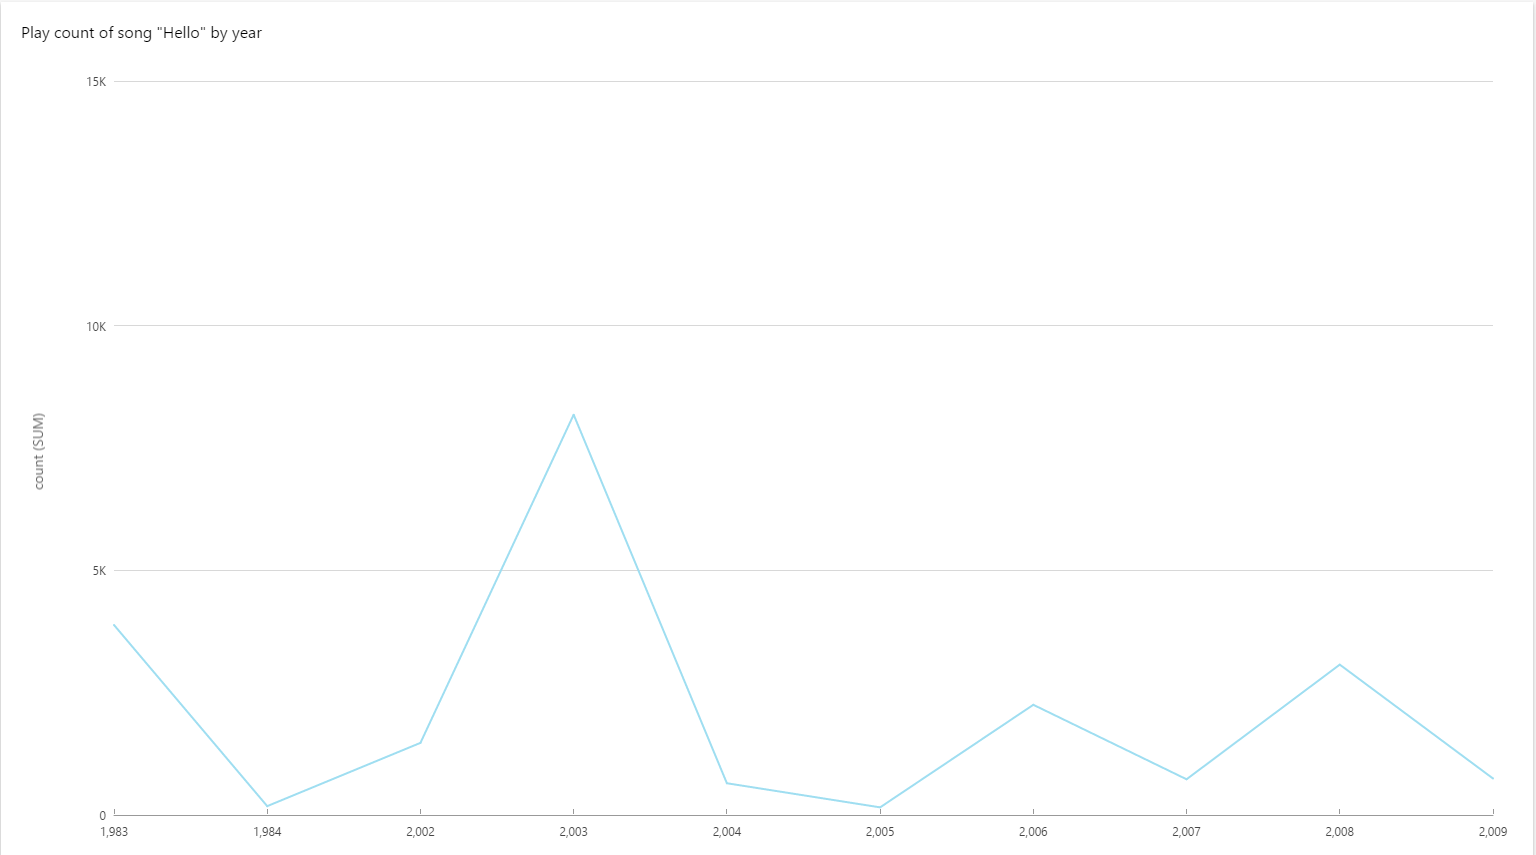 Play count of song "Hello" by year
15K
10K
count (SUM)
5K
0
1,983 1,984 2,002 2,003 2,004 2,005 2,006 2,007 2,008 2,009